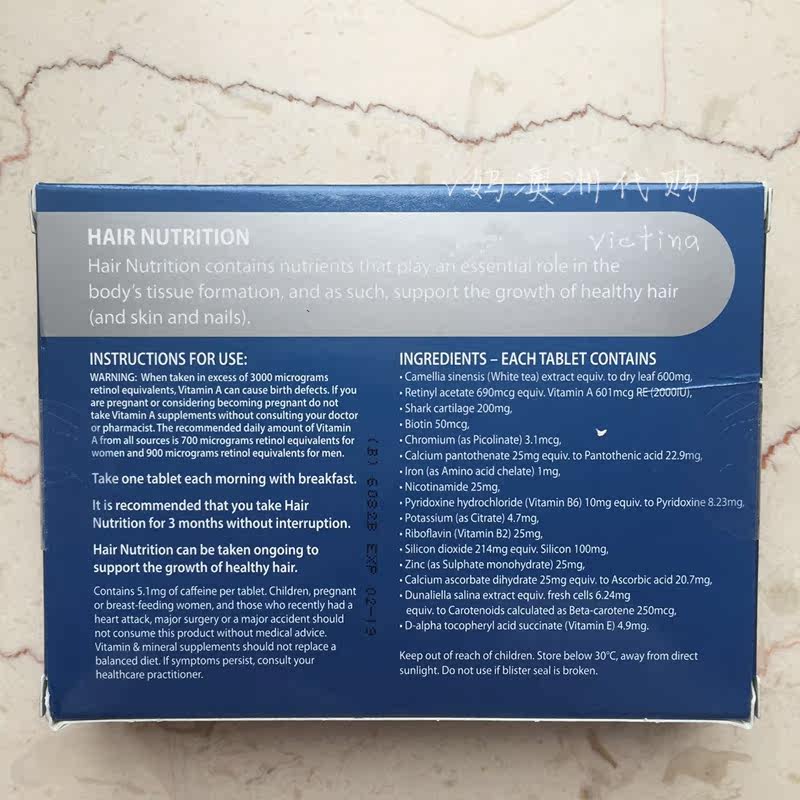 V妈澳洲代购
victina
HAIR NUTRITION
Hair Nutrition contains nutrients that play an essential role in the
body's tissue formation, and as such, support the growth of healthy hair
(and skin and nails).
INSTRUCTIONS FOR USE:
WARNING: When taken in excess of 3000 micrograms
retinol equivalents, Vitamin A can cause birth defects. If you
are pregnant or considering becoming pregnant do not
take Vitamin A supplements without consulting your doctor
or pharmacist. The recommended daily amount of Vitamin
A from all sources is 700 micrograms retinol equivalents for
women and 900 micrograms retinol equivalents for men.
Take one tablet each morning with breakfast.
It is recommended that you take Hair
Nutrition for 3 months without interruption.
Hair Nutrition can be taken ongoing to
support the growth of healthy hair.
Contains 5.1mg of caffeine per tablet. Children, pregnant
or breast-feeding women, and those who recently had a
heart attack, major surgery or a major accident should
not consume this product without medical advice.
Vitamin & mineral supplements should not replace a
balanced diet. If symptoms persist, consult your
healthcare practitioner.
(B) 6082B EXP 02-19
INGREDIENTS – EACH TABLET CONTAINS
• Camellia sinensis (White tea) extract equiv. to dry leaf 600mg,
• Retinyl acetate 690mcg equiv. Vitamin A 601mcg RE (2000IU),
• Shark cartilage 200mg,
• Biotin 50mcg,
• Chromium (as Picolinate) 3.1mcg,
• Calcium pantothenate 25mg equiv. to Pantothenic acid 22.9mg,
• Iron (as Amino acid chelate) 1mg,
• Nicotinamide 25mg,
• Pyridoxine hydrochloride (Vitamin B6) 10mg equiv. to Pyridoxine 8.23mg,
• Potassium (as Citrate) 4.7mg,
• Riboflavin (Vitamin B2) 25mg,
• Silicon dioxide 214mg equiv. Silicon 100mg,
• Zinc (as Sulphate monohydrate) 25mg,
• Calcium ascorbate dihydrate 25mg equiv. to Ascorbic acid 20.7mg,
• Dunaliella salina extract equiv. fresh cells 6.24mg
equiv. to Carotenoids calculated as Beta-carotene 250mcg,
• D-alpha tocopheryl acid succinate (Vitamin E) 4.9mg.
Keep out of reach of children. Store below 30°C, away from direct
sunlight. Do not use if blister seal is broken.